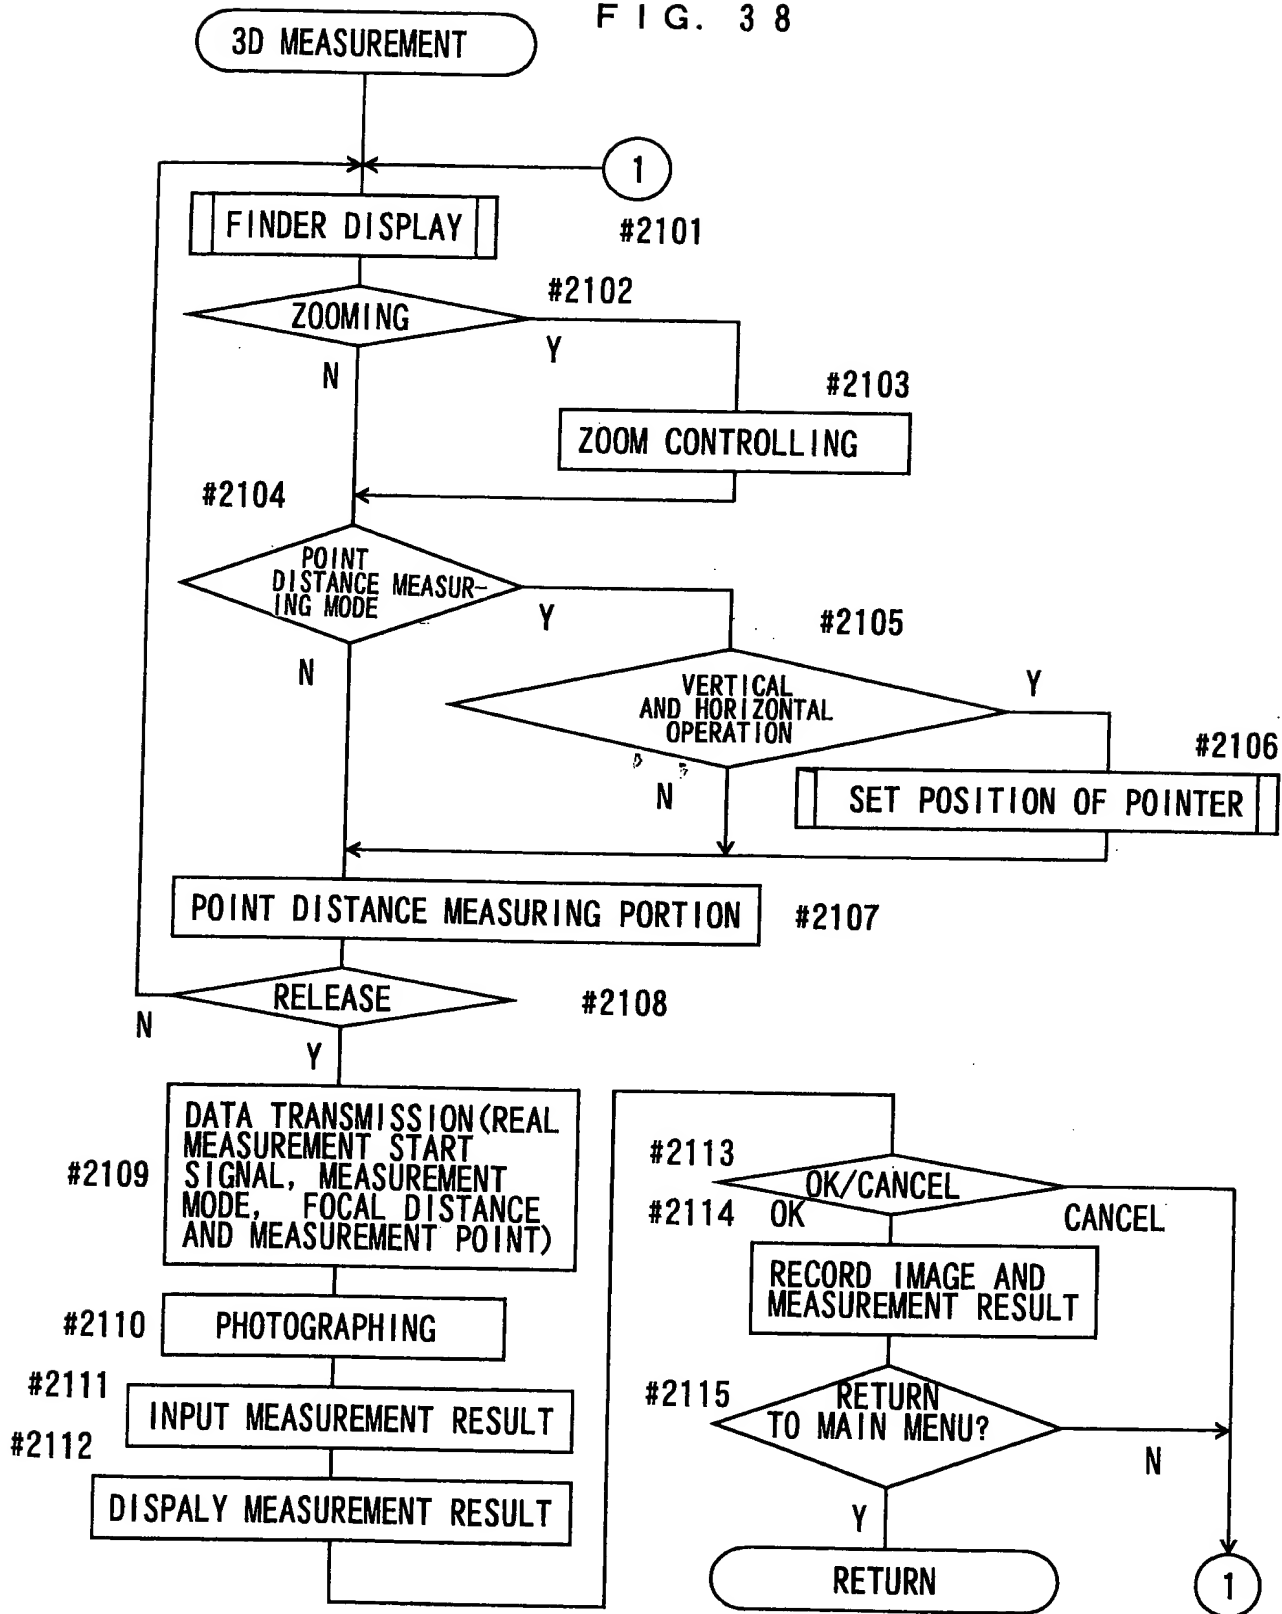 FIG. 38
3D MEASUREMENT
1
FINDER DISPLAY
#2101
#2102
ZOOMING
Y
N
#2103
ZOOM CONTROLLING
#2104
POINT
DISTANCE MEASUR-
ING MODE
Y
N
#2105
VERTICAL
AND HORIZONTAL
OPERATION
Y
N
#2106
SET POSITION OF POINTER
POINT DISTANCE MEASURING PORTION
#2107
RELEASE
#2108
N
Y
DATA TRANSMISSION(REAL
MEASUREMENT START
SIGNAL, MEASUREMENT
MODE, FOCAL DISTANCE
AND MEASUREMENT POINT)
#2109
#2110
PHOTOGRAPHING
#2111
INPUT MEASUREMENT RESULT
#2112
DISPALY MEASUREMENT RESULT
#2113
OK/CANCEL
#2114
OK
CANCEL
RECORD IMAGE AND
MEASUREMENT RESULT
#2115
RETURN
TO MAIN MENU?
N
Y
RETURN
1